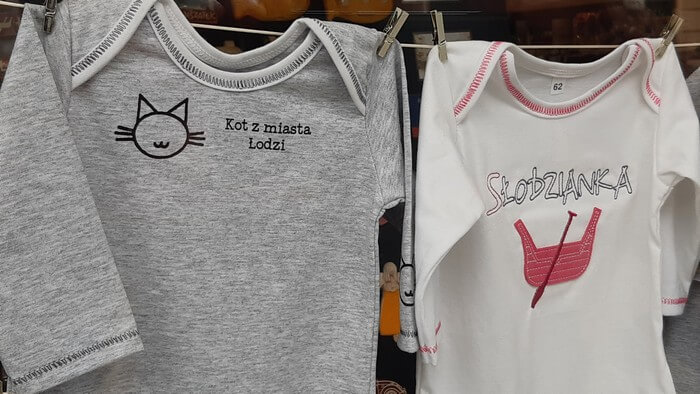 Kot z miasta
Łodzi
62
SŁODZIANKA